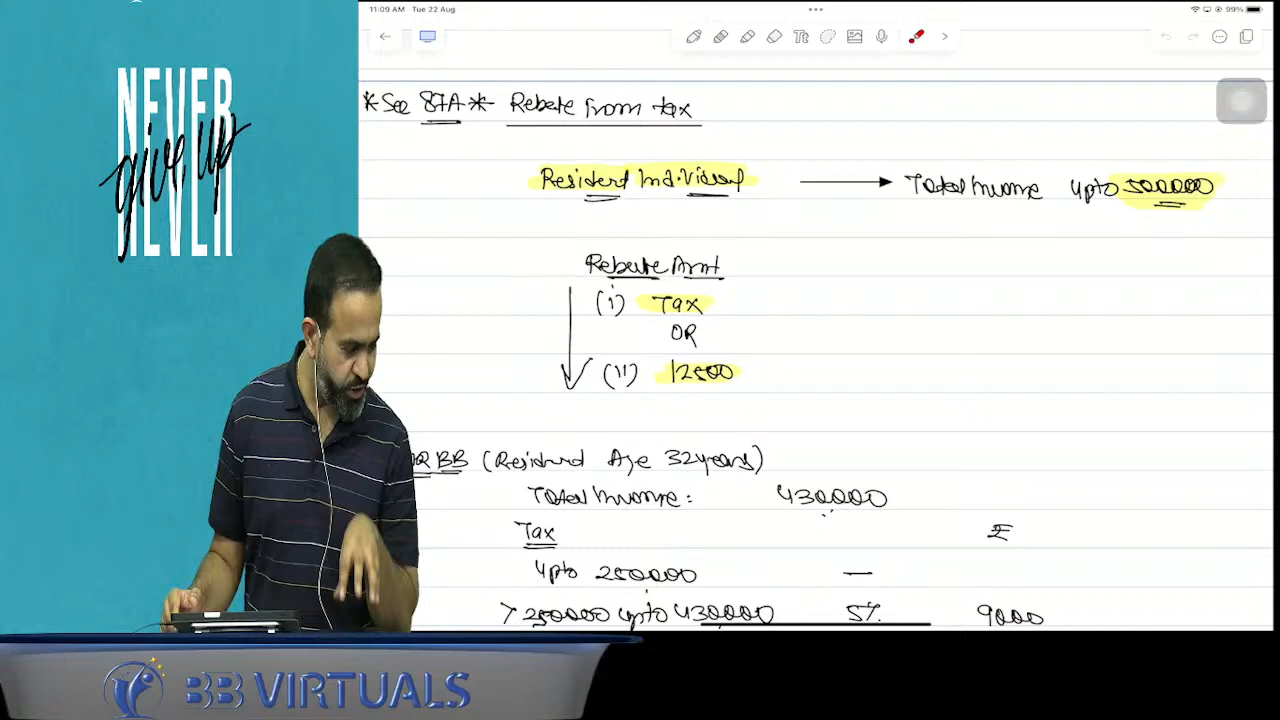 11:09 AM Tue 22 Aug
99%
NEVER
give up
NEVER
*Sec 87A* Rebate from tax
Resident Individual → Total Income upto 500000
Rebate Amt
(i) Tax
OR
(ii) 12500
BB (Resident Age 32 years)
Total Income: 430000
Tax ₹
upto 250000 —
> 250000 upto 430000 5% 9000
BB VIRTUALS